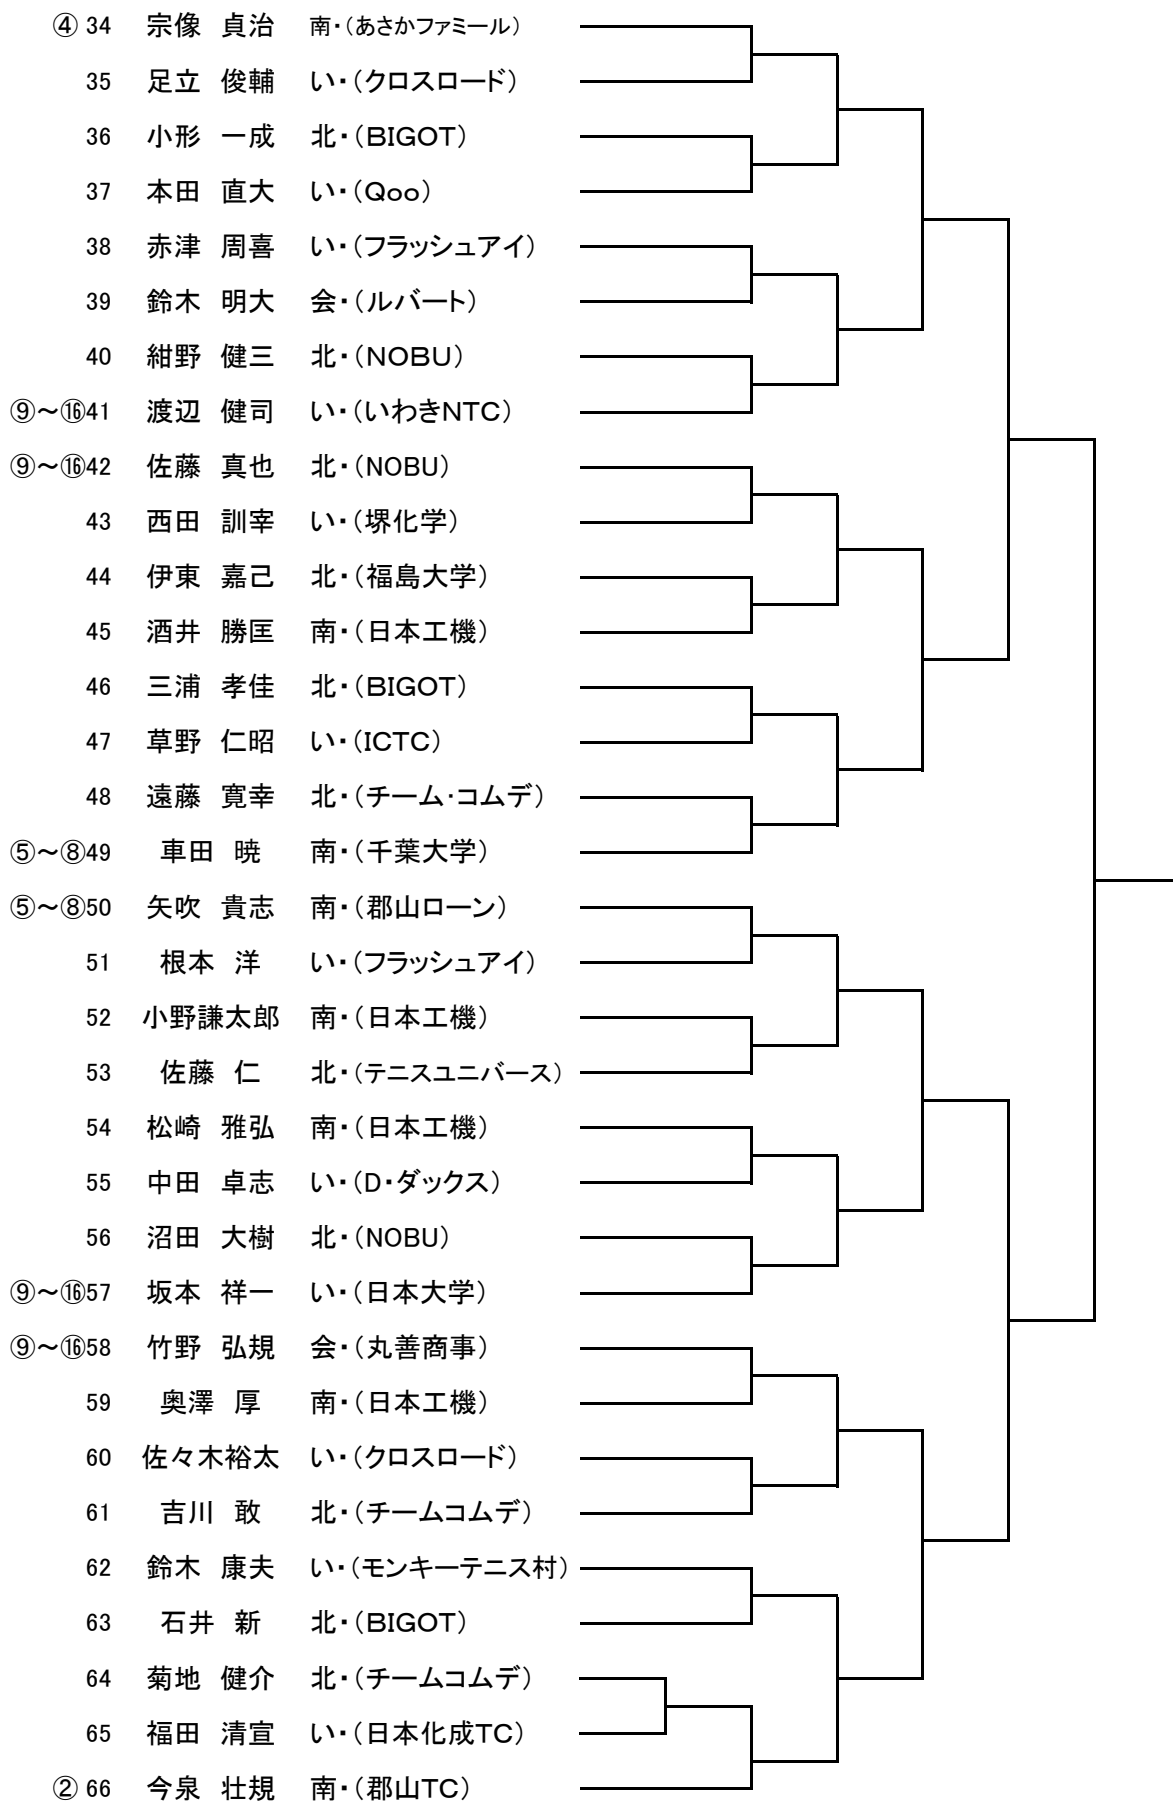 ④ 34 宗像 貞治 南・（あさかファミール）
35 足立 俊輔 い・（クロスロード）
36 小形 一成 北・（BIGOT）
37 本田 直大 い・（Qoo）
38 赤津 周喜 い・（フラッシュアイ）
39 鈴木 明大 会・（ルバート）
40 紺野 健三 北・（NOBU）
⑨～⑯41 渡辺 健司 い・（いわきNTC）
⑨～⑯42 佐藤 真也 北・（NOBU）
43 西田 訓宰 い・（堺化学）
44 伊東 嘉己 北・（福島大学）
45 酒井 勝匡 南・（日本工機）
46 三浦 孝佳 北・（BIGOT）
47 草野 仁昭 い・（ICTC）
48 遠藤 寛幸 北・（チーム・コムデ）
⑤～⑧49 車田 暁 南・（千葉大学）
⑤～⑧50 矢吹 貴志 南・（郡山ローン）
51 根本 洋 い・（フラッシュアイ）
52 小野謙太郎 南・（日本工機）
53 佐藤 仁 北・（テニスユニバース）
54 松崎 雅弘 南・（日本工機）
55 中田 卓志 い・（D・ダックス）
56 沼田 大樹 北・（NOBU）
⑨～⑯57 坂本 祥一 い・（日本大学）
⑨～⑯58 竹野 弘規 会・（丸善商事）
59 奥澤 厚 南・（日本工機）
60 佐々木裕太 い・（クロスロード）
61 吉川 敢 北・（チームコムデ）
62 鈴木 康夫 い・（モンキーテニス村）
63 石井 新 北・（BIGOT）
64 菊地 健介 北・（チームコムデ）
65 福田 清宣 い・（日本化成TC）
② 66 今泉 壮規 南・（郡山TC）